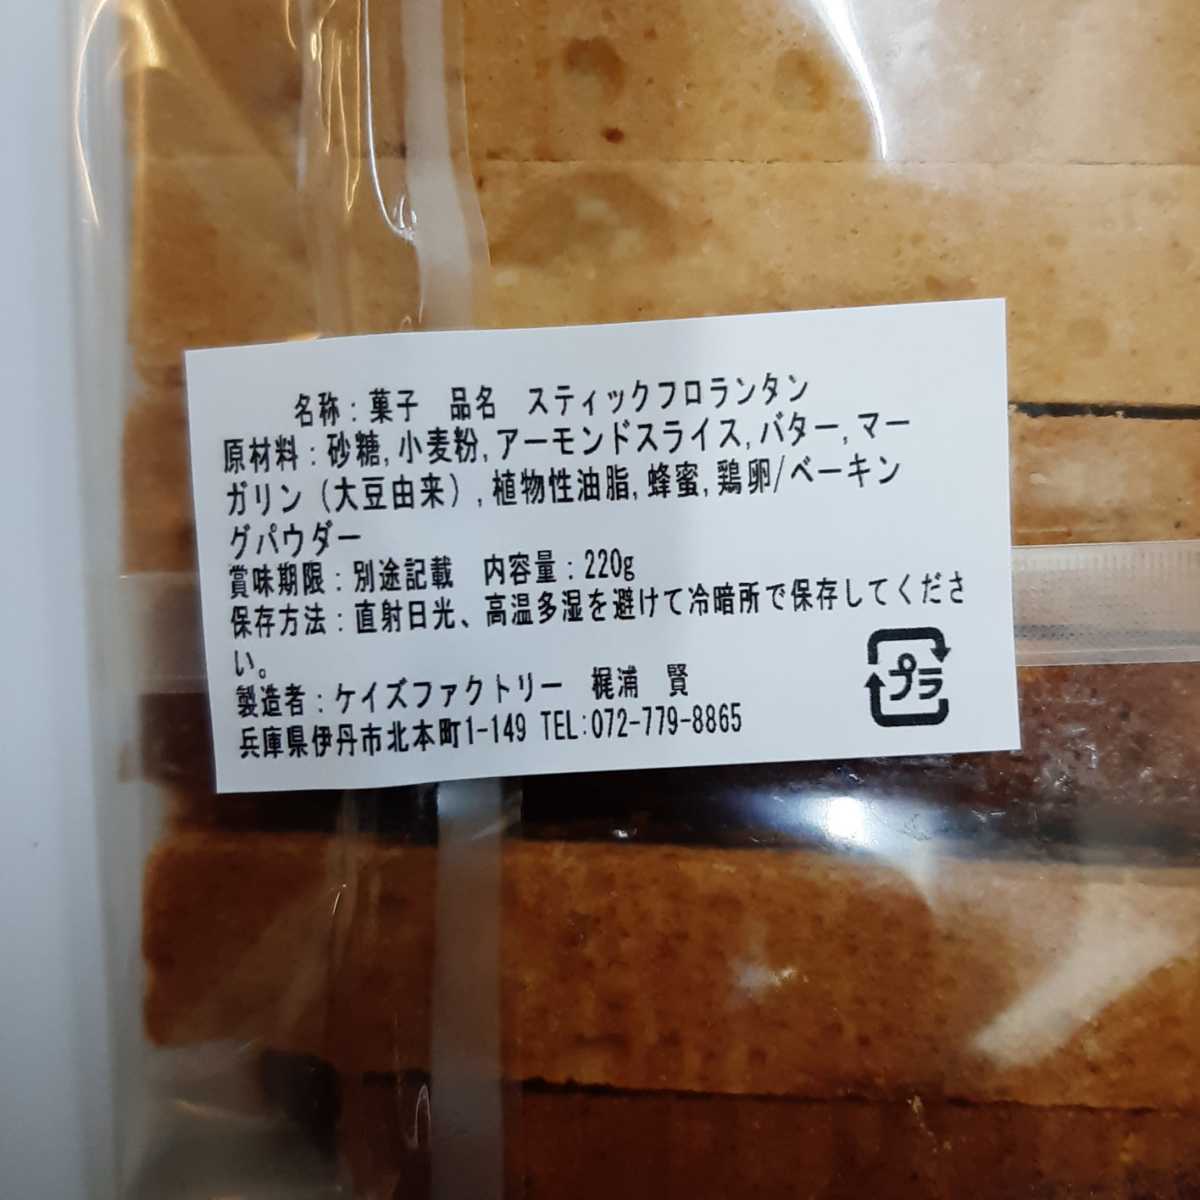 名称：菓子　品名　スティックフロランタン
原材料：砂糖,小麦粉,アーモンドスライス,バター,マー
ガリン（大豆由来）,植物性油脂,蜂蜜,鶏卵/ベーキン
グパウダー
賞味期限：別途記載　内容量：220g
保存方法：直射日光、高温多湿を避けて冷暗所で保存してくださ
い。
製造者：ケイズファクトリー　梶浦　賢
兵庫県伊丹市北本町1-149 TEL:072-779-8865
プラ